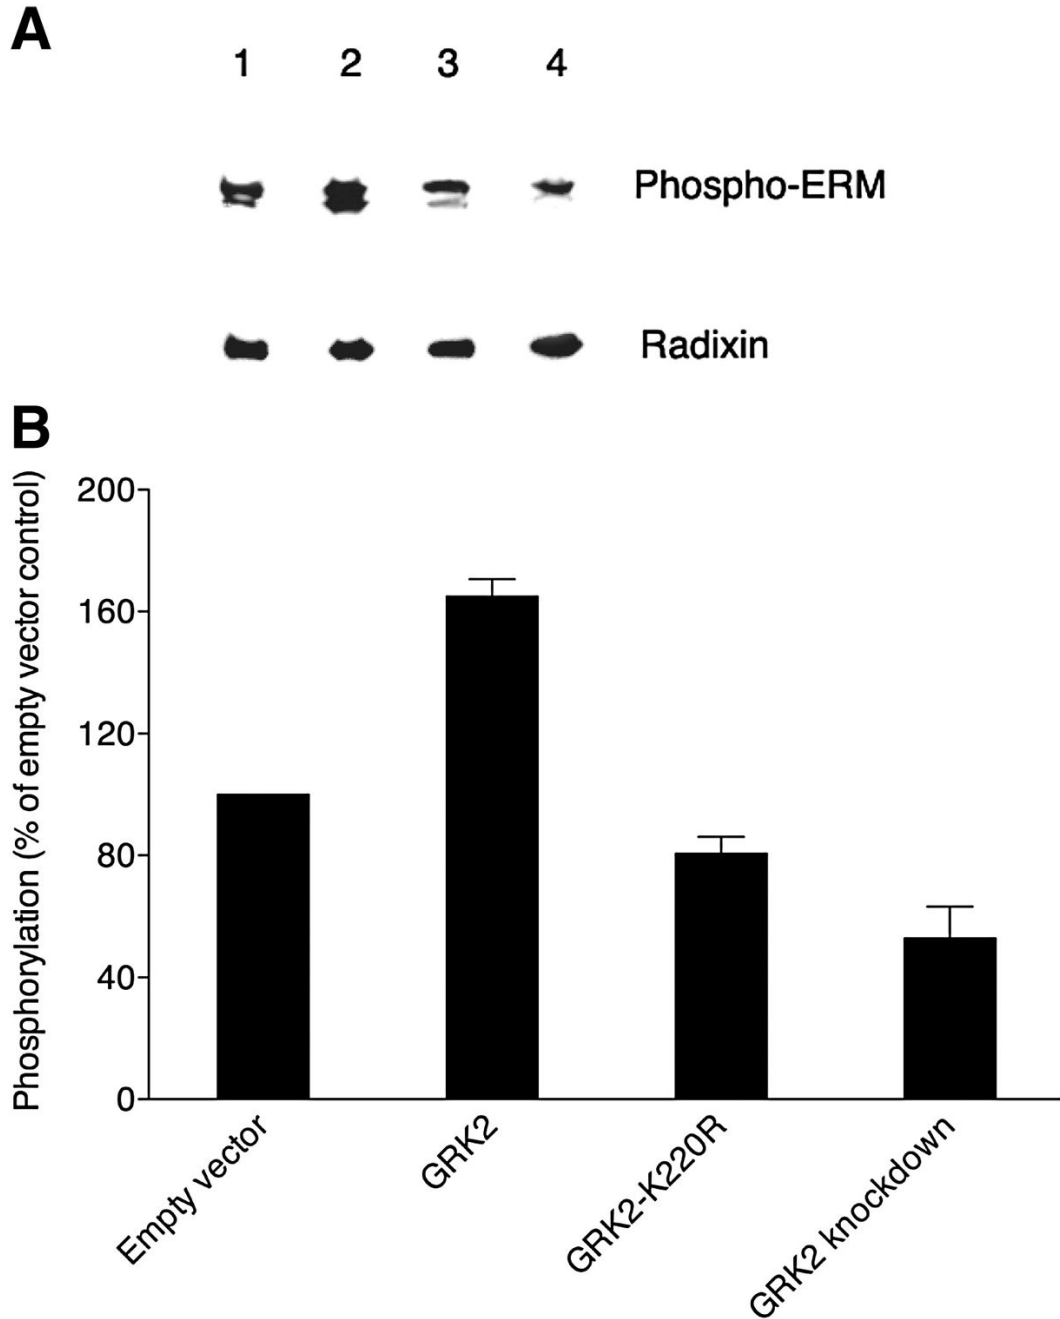 A
1 2 3 4
Phospho-ERM
Radixin
B
Phosphorylation (% of empty vector control)
200
160
120
80
40
0
Empty vector
GRK2
GRK2-K220R
GRK2 knockdown